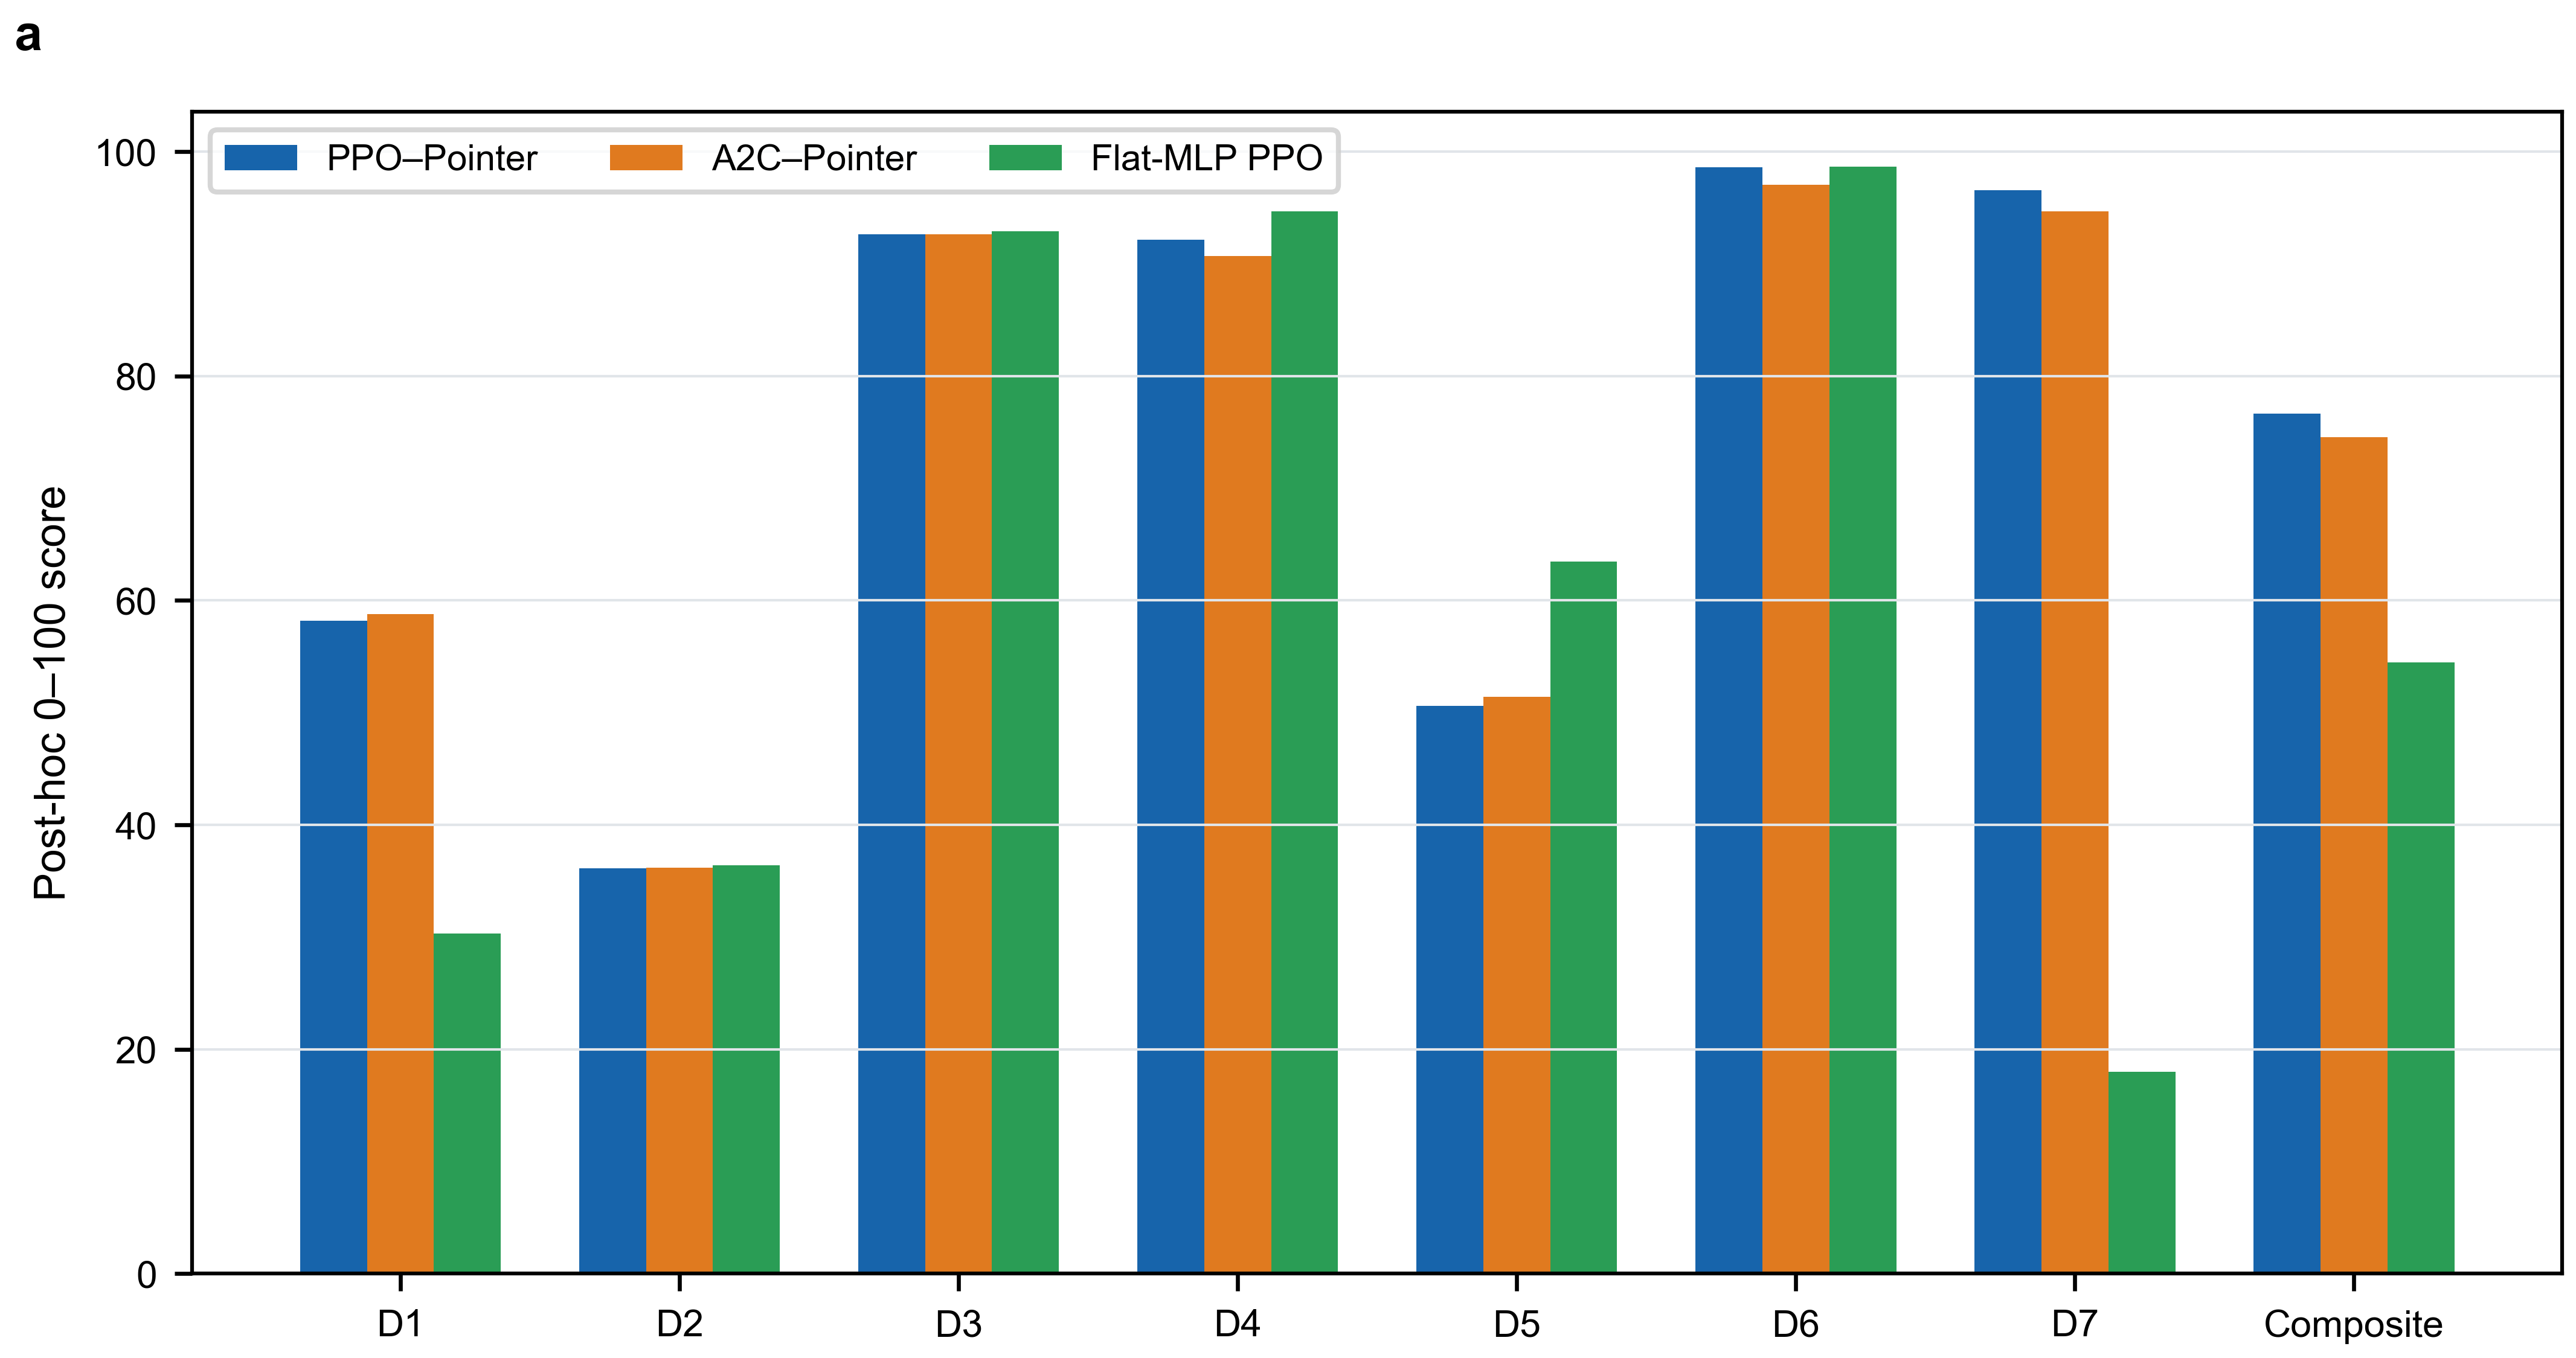 a
PPO–Pointer A2C–Pointer Flat-MLP PPO
Post-hoc 0–100 score
100
80
60
40
20
0
D1 D2 D3 D4 D5 D6 D7 Composite